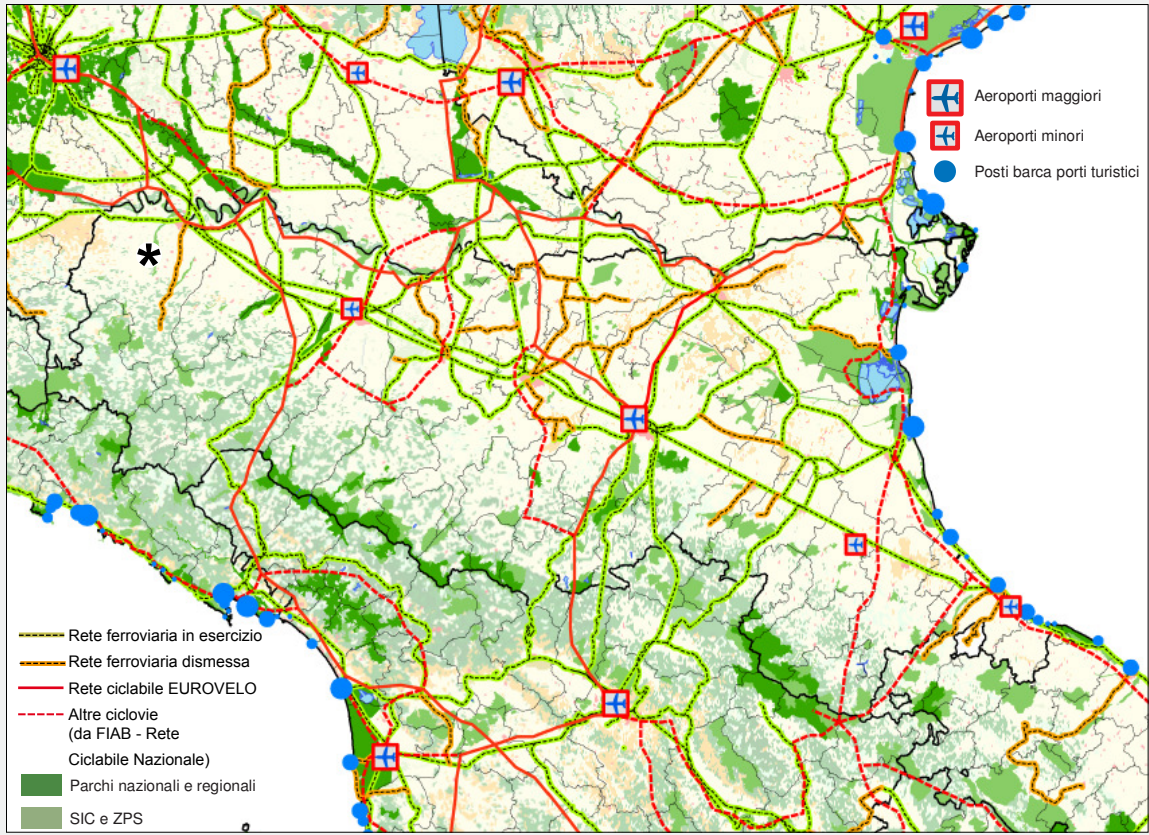 Aeroporti maggiori
Aeroporti minori
Posti barca porti turistici
*
Rete ferroviaria in esercizio
Rete ferroviaria dismessa
Rete ciclabile EUROVELO
Altre ciclovie
(da FIAB - Rete
Ciclabile Nazionale)
Parchi nazionali e regionali
SIC e ZPS